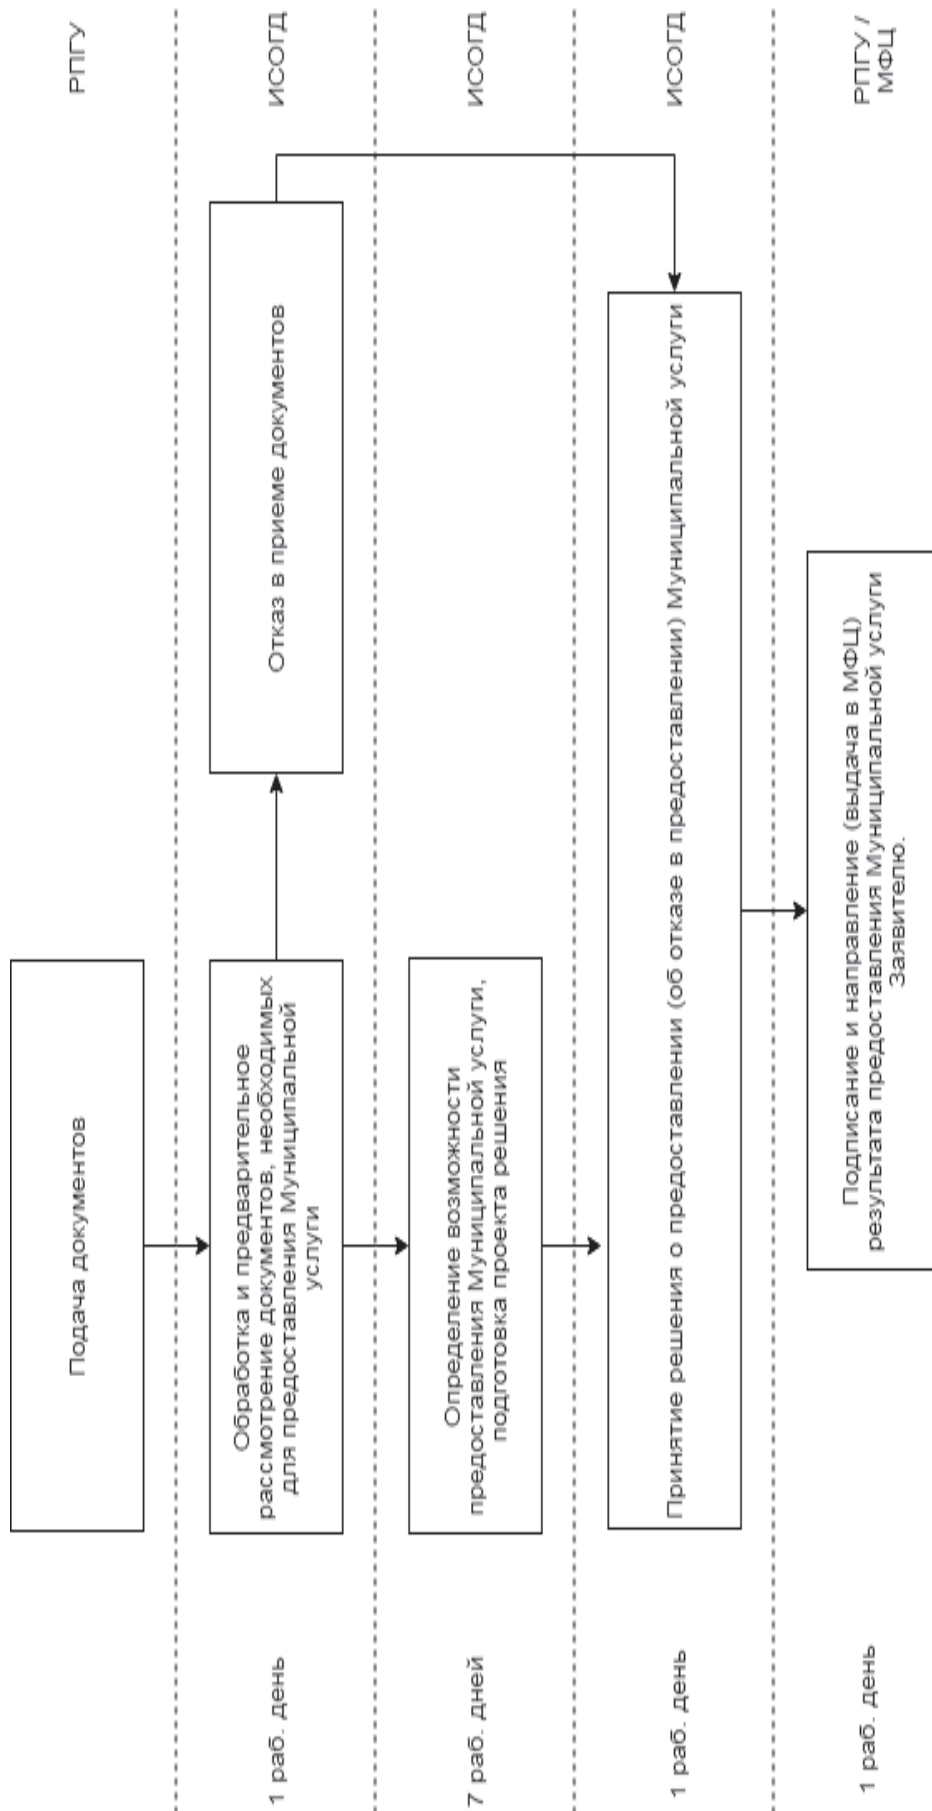 РПГУ
Подача документов
1 раб. день
Обработка и предварительное
рассмотрение документов, необходимых
для предоставления Муниципальной
услуги
Отказ в приеме документов
ИСОГД
7 раб. дней
Определение возможности
предоставления Муниципальной услуги,
подготовка проекта решения
ИСОГД
1 раб. день
Принятие решения о предоставлении (об отказе в предоставлении) Муниципальной услуги
ИСОГД
1 раб. день
Подписание и направление (выдача в МФЦ)
результата предоставления Муниципальной услуги
Заявителю.
РПГУ /
МФЦ